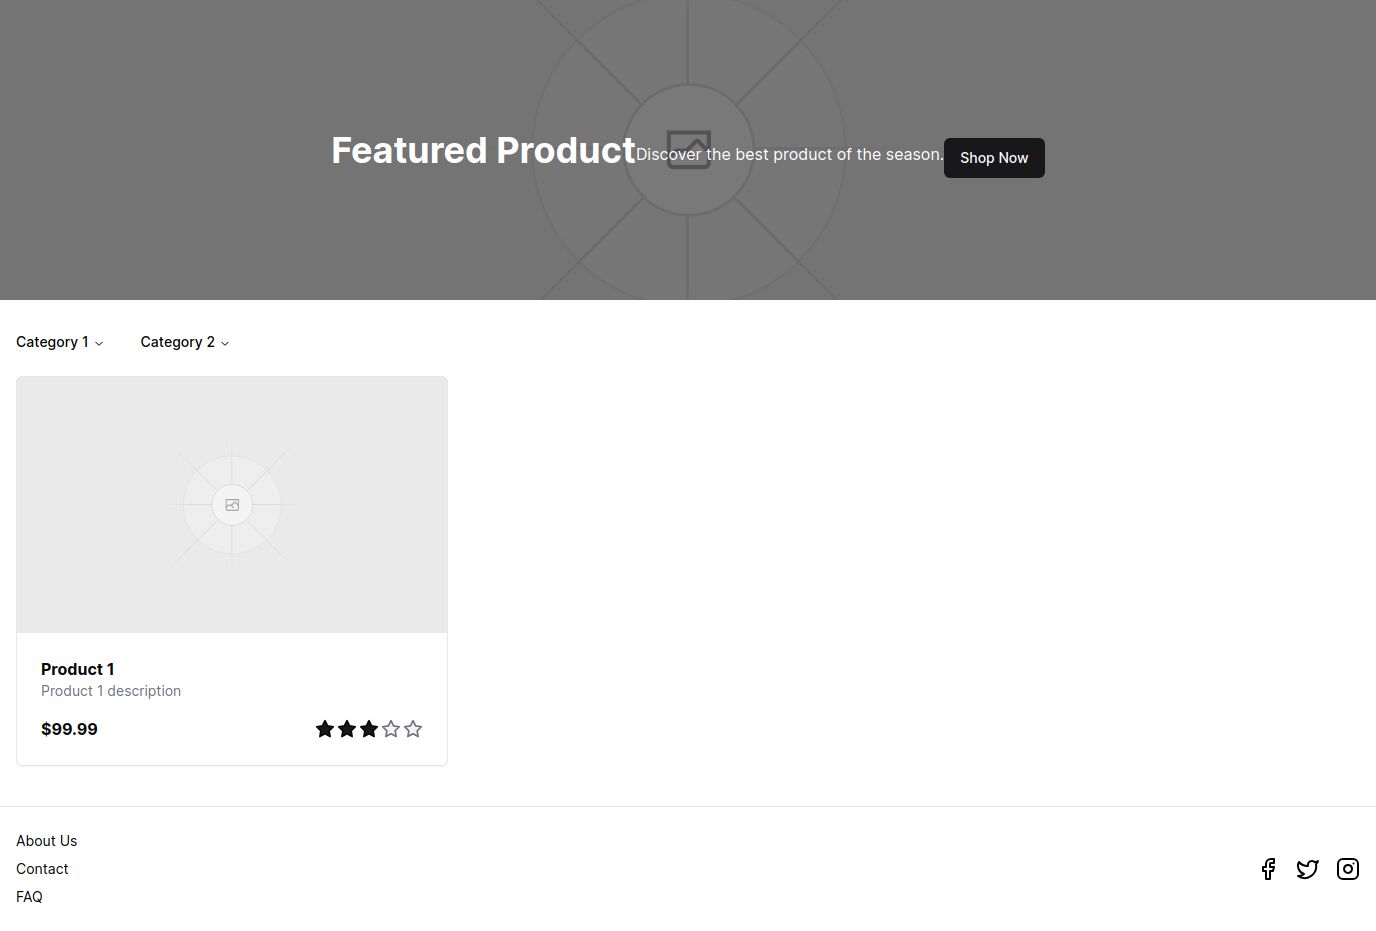 Featured Product Discover the best product of the season. Shop Now
Category 1 Category 2
Product 1
Product 1 description
$99.99
About Us
Contact
FAQ